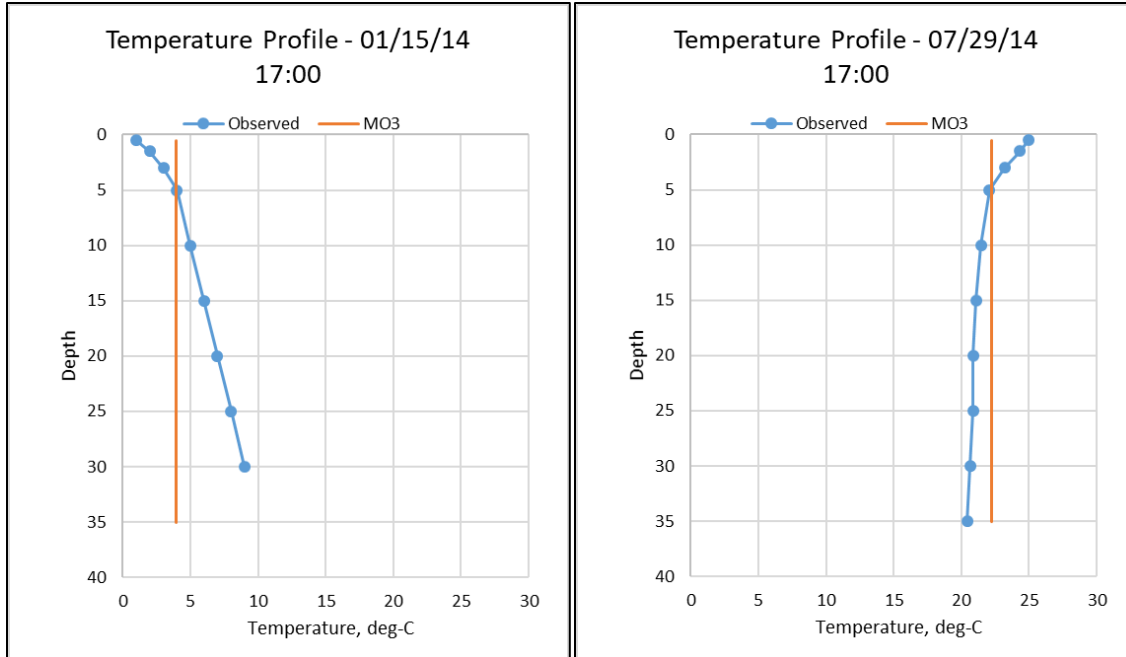 Temperature Profile - 01/15/14
17:00
Observed
MO3
0
5
10
15
20
25
30
35
40
Depth
0 5 10 15 20 25 30
Temperature, deg-C
Temperature Profile - 07/29/14
17:00
Observed
MO3
0
5
10
15
20
25
30
35
40
Depth
0 5 10 15 20 25 30
Temperature, deg-C